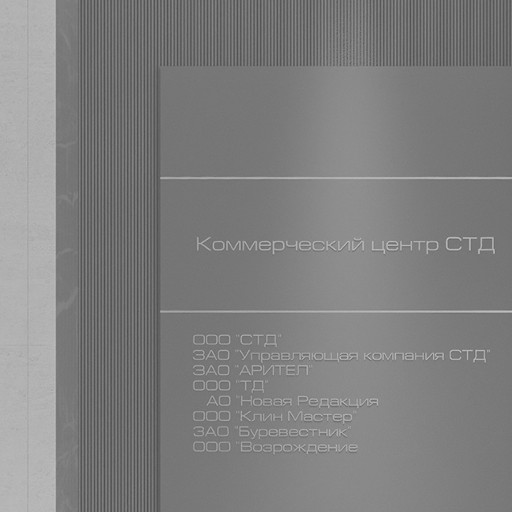 Коммерческий центр СТД
ООО "СТД"
ЗАО "Управляющая компания СТД"
ЗАО "АРИТЕЛ"
ООО "ТД"
АО "Новая Редакция
ООО "Клин Мастер"
ЗАО "Буревестник"
ООО "Возрождение